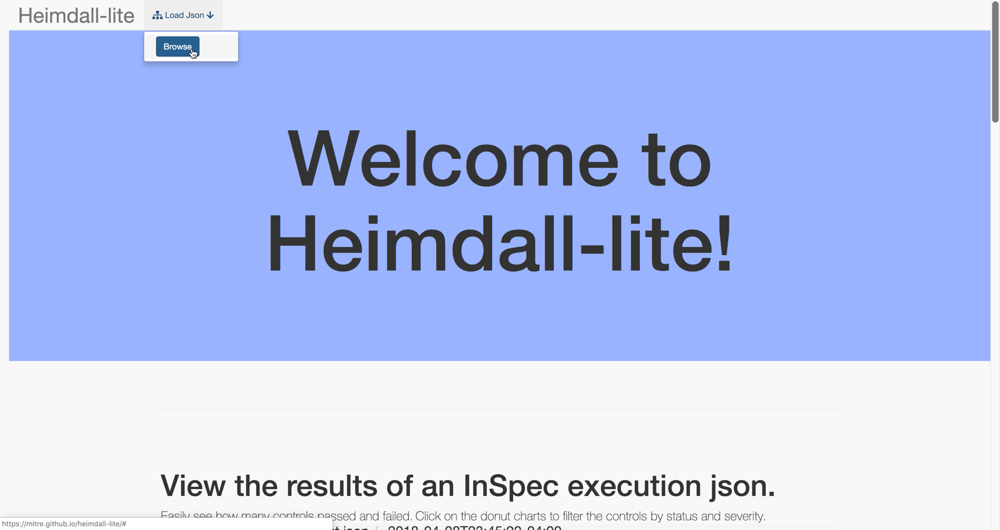 Heimdall-lite
Load Json
Browse
Welcome to
Heimdall-lite!
View the results of an InSpec execution json.
Easily see how many controls passed and failed. Click on the donut charts to filter the controls by status and severity.
https://mitre.github.io/heimdall-lite/#
json / 2018-04-08T23:45:22-04:00